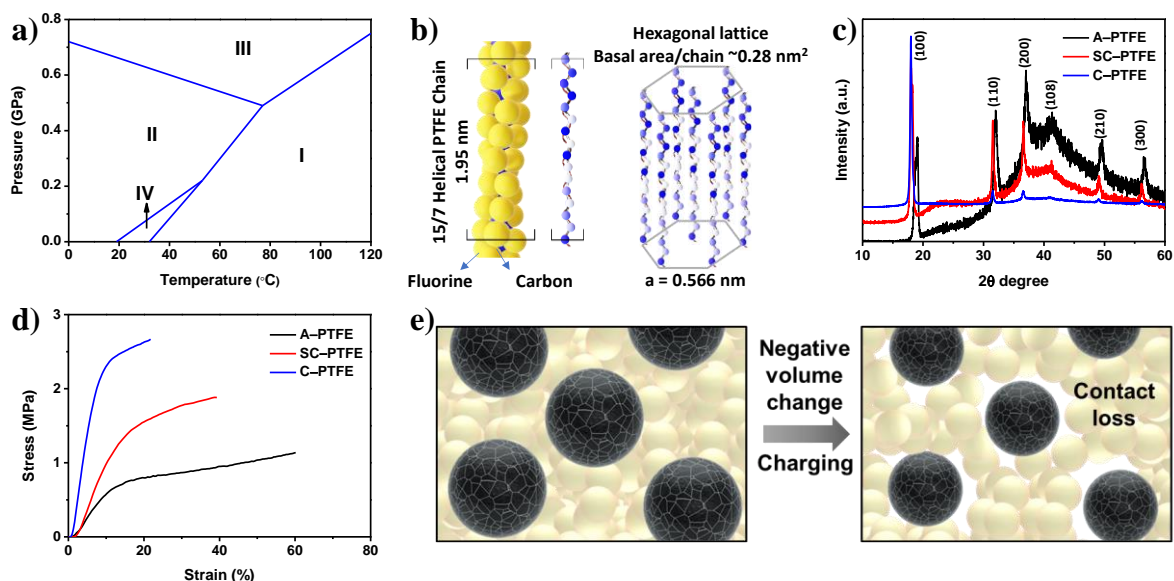 a)
0.8
0.6
0.4
0.2
0.0
0 20 40 60 80 100 120
Pressure (GPa)
Temperature (°C)
III
II
IV
I
b)
15/7 Helical PTFE Chain
1.95 nm
Fluorine
Carbon
Hexagonal lattice
Basal area/chain ~0.28 nm²
a = 0.566 nm
c)
Intensity (a.u.)
(100)
(110)
(200)
(108)
(210)
(300)
A–PTFE
SC–PTFE
C–PTFE
20 30 40 50 60
2θ degree
d)
3
2
1
0
0 20 40 60 80
Stress (MPa)
Strain (%)
A–PTFE
SC–PTFE
C–PTFE
e)
Negative
volume
change
Charging
Contact
loss